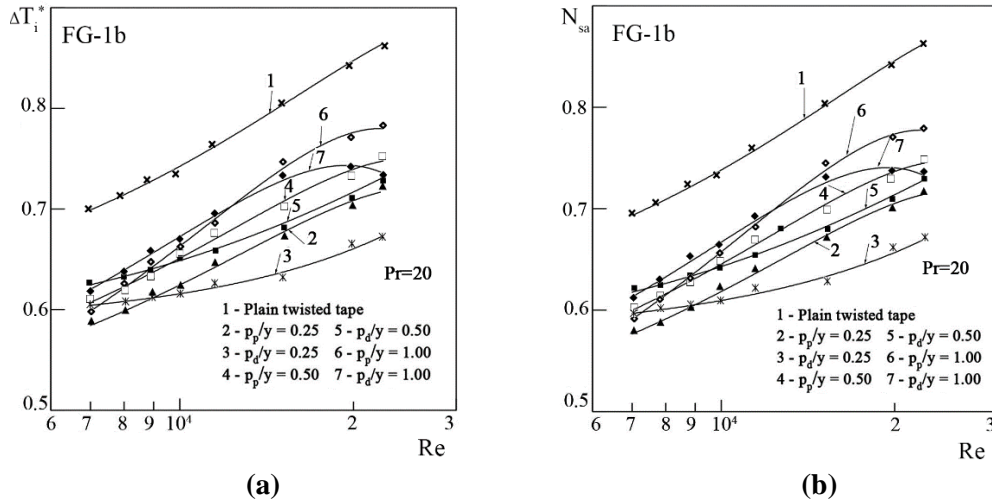 ΔT_i*
FG-1b
0.8
0.7
0.6
0.5
1
6
7
4
5
2
3
Pr=20
1 - Plain twisted tape
2 - p_p/y = 0.25 5 - p_d/y = 0.50
3 - p_d/y = 0.25 6 - p_p/y = 1.00
4 - p_p/y = 0.50 7 - p_d/y = 1.00
6 7 8 9 10⁴ 2 3
Re
(a)
N_sa
FG-1b
0.8
0.7
0.6
0.5
1
6
7
4
5
2
3
Pr=20
1 - Plain twisted tape
2 - p_p/y = 0.25 5 - p_d/y = 0.50
3 - p_d/y = 0.25 6 - p_p/y = 1.00
4 - p_p/y = 0.50 7 - p_d/y = 1.00
6 7 8 9 10⁴ 2 3
Re
(b)